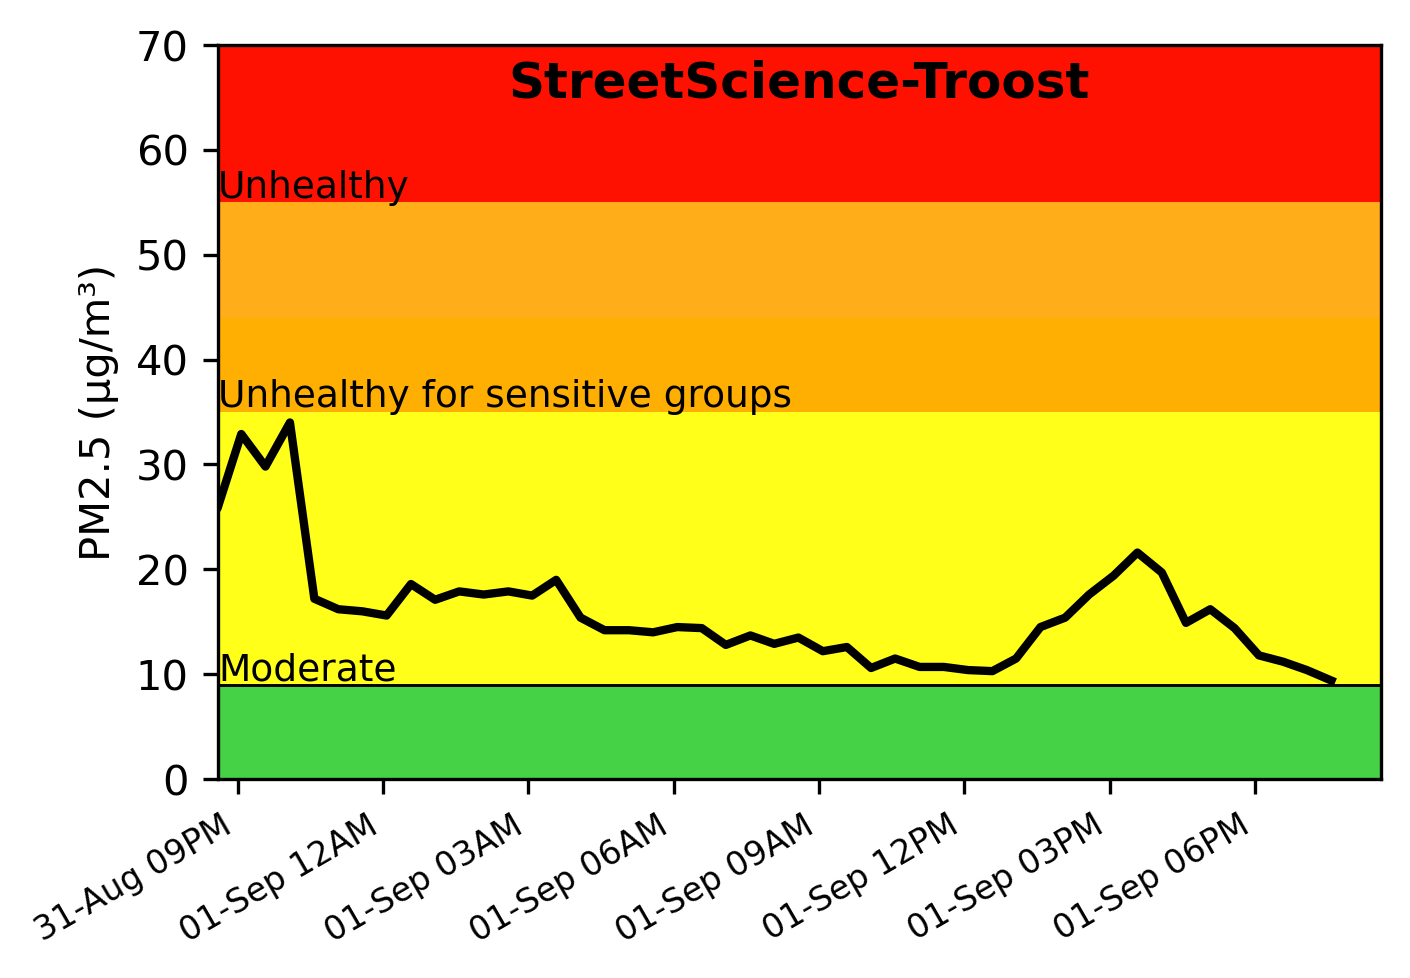 StreetScience-Troost
70
60
50
40
30
20
10
0
PM2.5 (µg/m³)
Unhealthy
Unhealthy for sensitive groups
Moderate
31-Aug 09PM
01-Sep 12AM
01-Sep 03AM
01-Sep 06AM
01-Sep 09AM
01-Sep 12PM
01-Sep 03PM
01-Sep 06PM